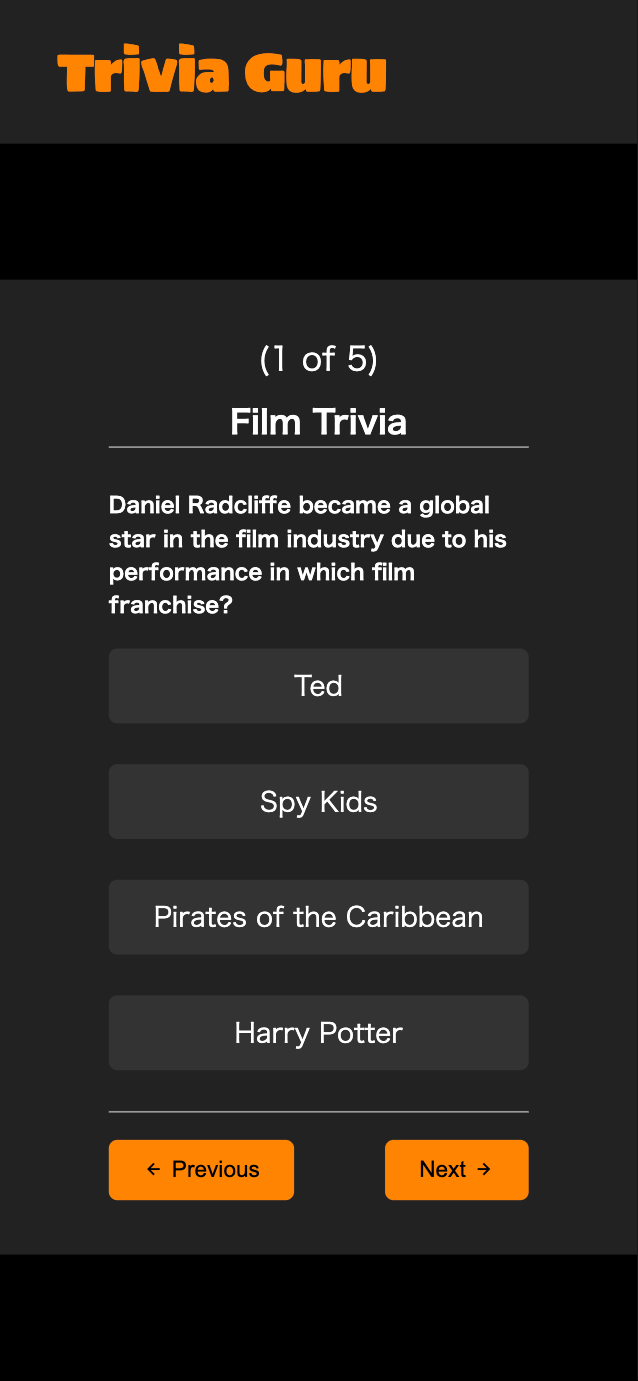 Trivia Guru
(1 of 5)
Film Trivia
Daniel Radcliffe became a global
star in the film industry due to his
performance in which film
franchise?
Ted
Spy Kids
Pirates of the Caribbean
Harry Potter
← Previous
Next →